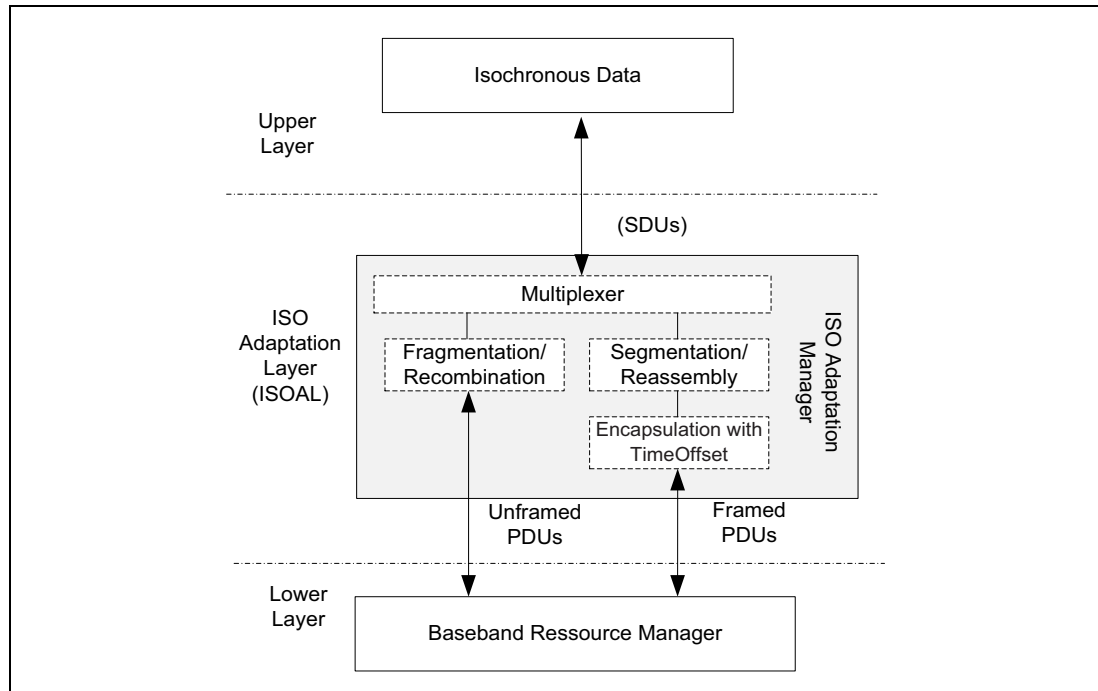 Isochronous Data
Upper
Layer
(SDUs)
Multiplexer
ISO
Adaptation
Layer
(ISOAL)
Fragmentation/
Recombination
Segmentation/
Reassembly
Encapsulation with
TimeOffset
ISO Adaptation
Manager
Unframed
PDUs
Framed
PDUs
Lower
Layer
Baseband Ressource Manager